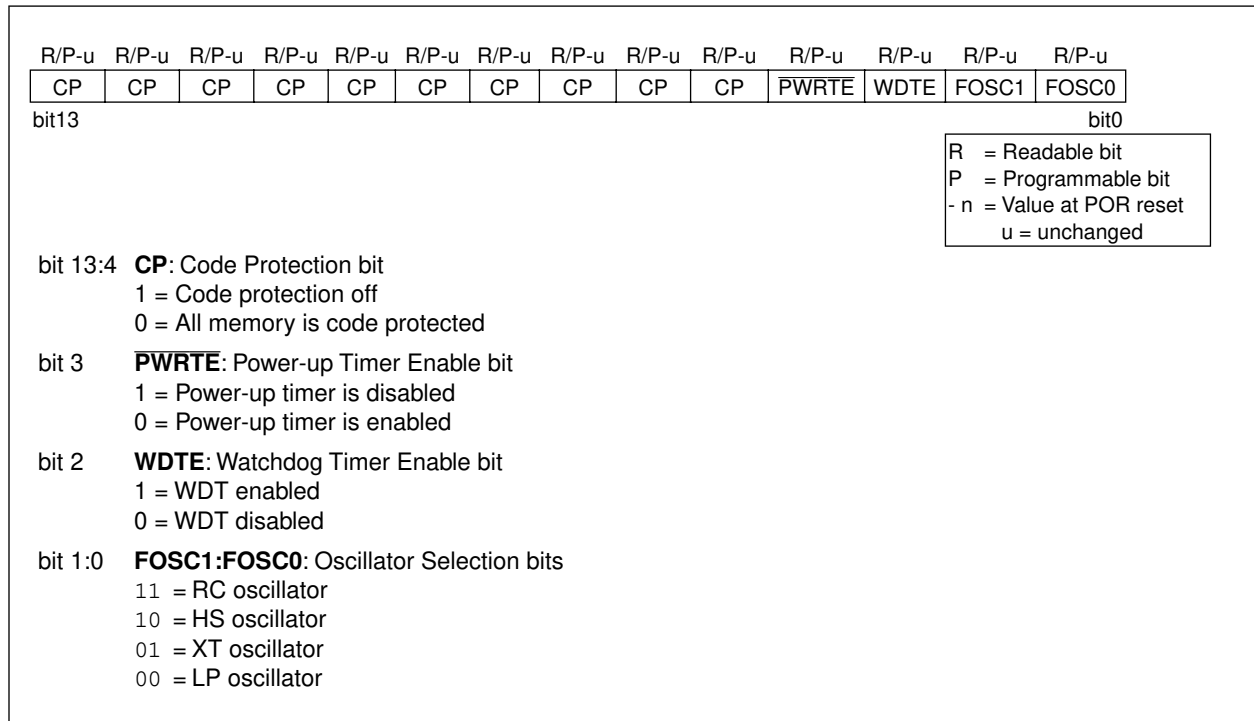 R/P-u R/P-u R/P-u R/P-u R/P-u R/P-u R/P-u R/P-u R/P-u R/P-u R/P-u R/P-u R/P-u R/P-u
CP CP CP CP CP CP CP CP CP CP P̅W̅R̅T̅E̅ WDTE FOSC1 FOSC0
bit13 bit0
R = Readable bit
P = Programmable bit
- n = Value at POR reset
u = unchanged
bit 13:4 CP: Code Protection bit
1 = Code protection off
0 = All memory is code protected
bit 3 P̅W̅R̅T̅E̅: Power-up Timer Enable bit
1 = Power-up timer is disabled
0 = Power-up timer is enabled
bit 2 WDTE: Watchdog Timer Enable bit
1 = WDT enabled
0 = WDT disabled
bit 1:0 FOSC1:FOSC0: Oscillator Selection bits
11 = RC oscillator
10 = HS oscillator
01 = XT oscillator
00 = LP oscillator